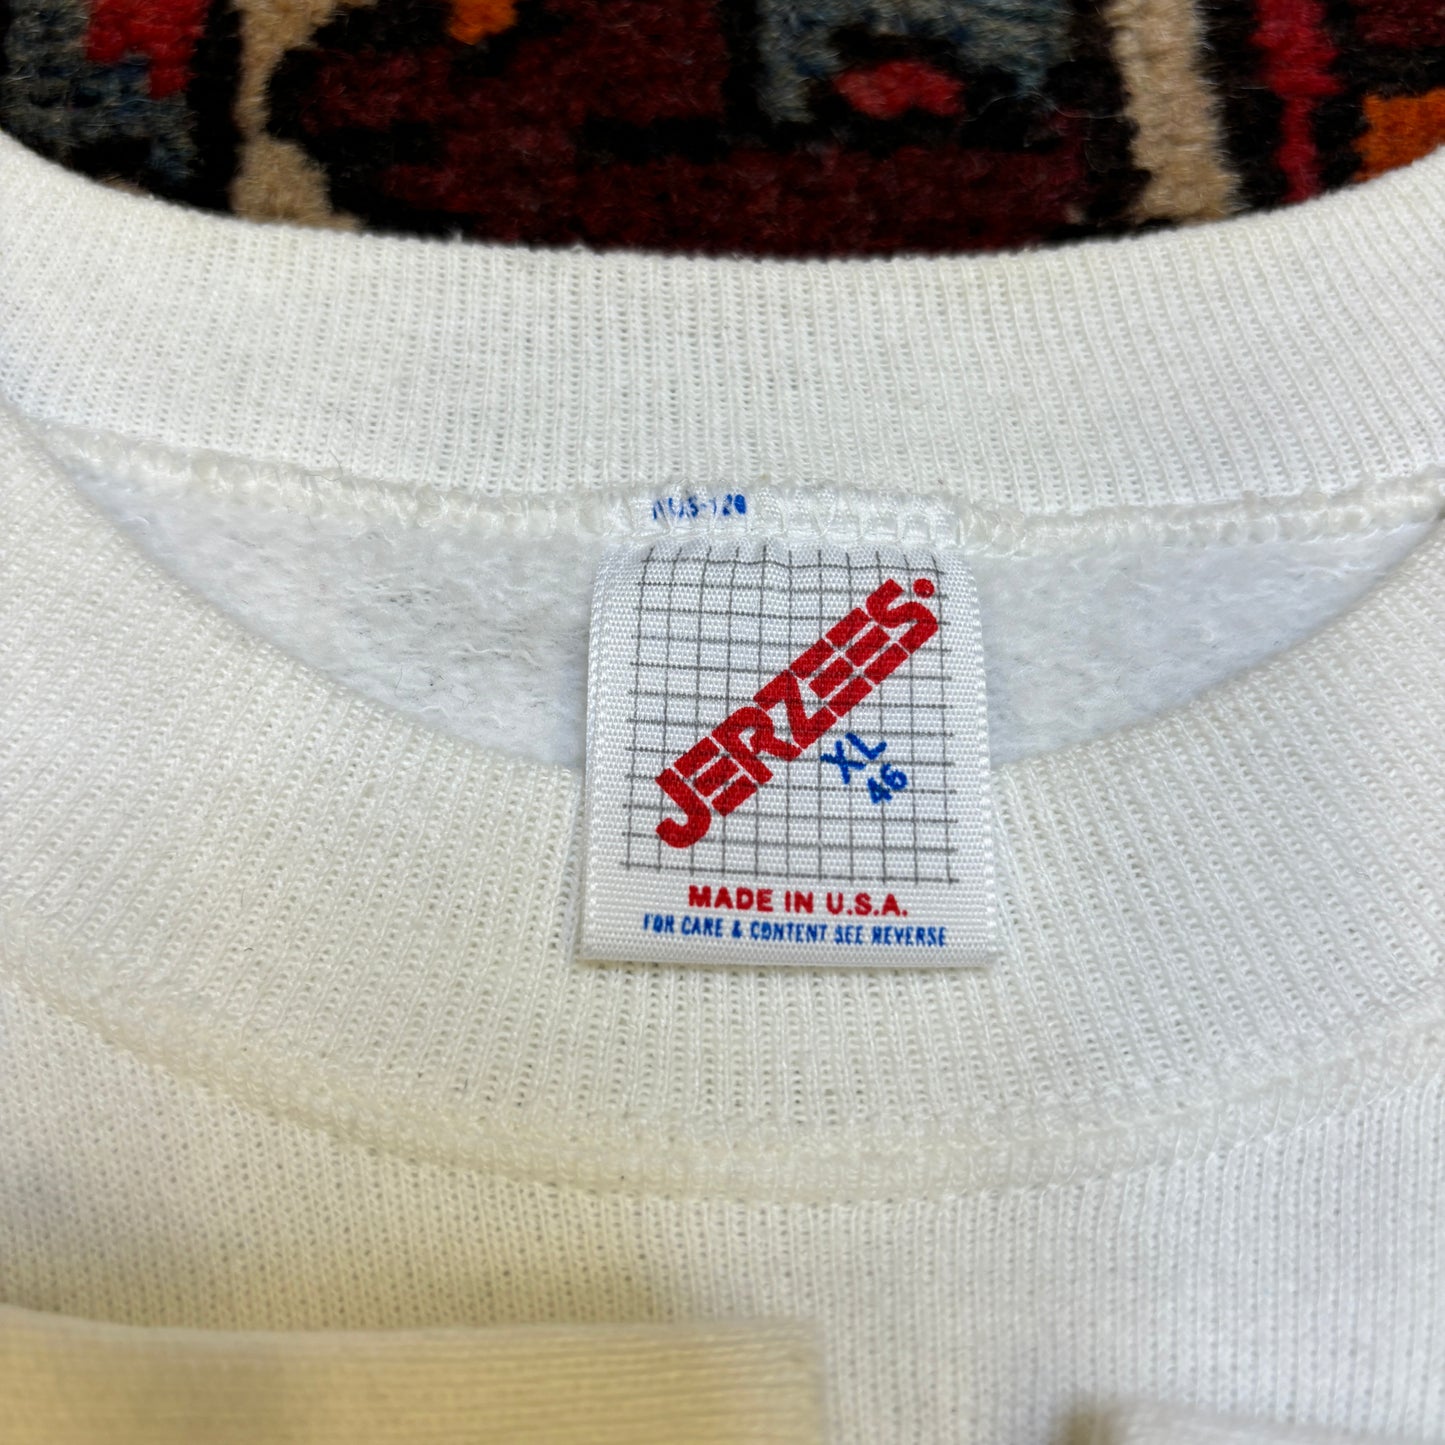 JERZEES
XL
46
MADE IN U.S.A.
FOR CARE & CONTENT SEE REVERSE